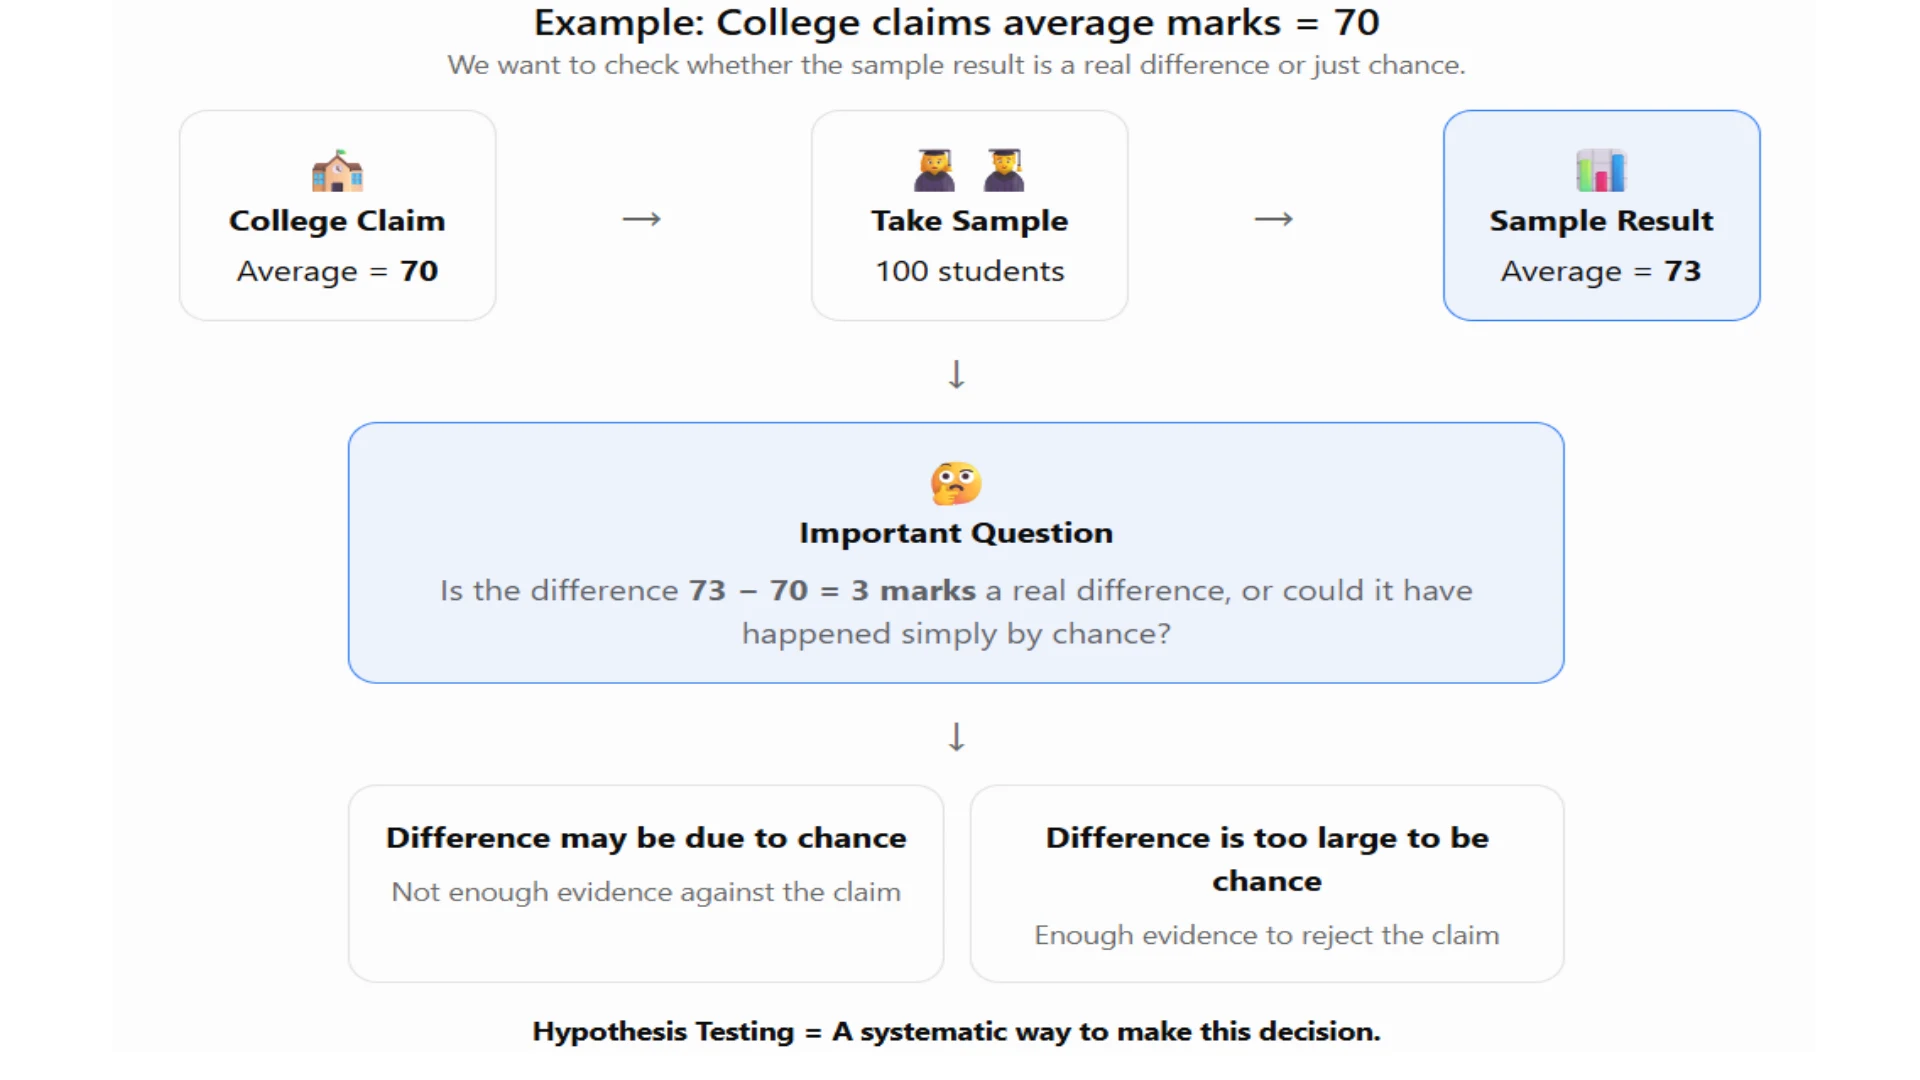 Example: College claims average marks = 70
We want to check whether the sample result is a real difference or just chance.
College Claim
Average = 70
→
Take Sample
100 students
→
Sample Result
Average = 73
↓
Important Question
Is the difference 73 − 70 = 3 marks a real difference, or could it have
happened simply by chance?
↓
Difference may be due to chance
Not enough evidence against the claim
Difference is too large to be
chance
Enough evidence to reject the claim
Hypothesis Testing = A systematic way to make this decision.